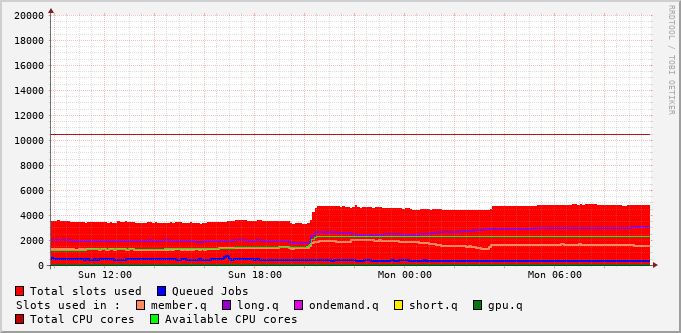 20000
18000
16000
14000
12000
10000
8000
6000
4000
2000
0
Sun 12:00 Sun 18:00 Mon 00:00 Mon 06:00
Total slots used Queued Jobs
Slots used in : member.q long.q ondemand.q short.q gpu.q
Total CPU cores Available CPU cores
RRDTOOL / TOBI OETIKER